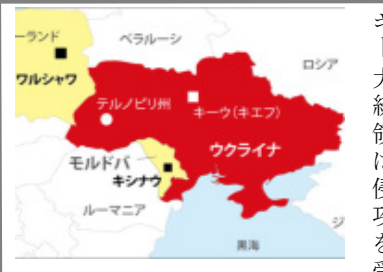 ーランド
ベラルーシ
ロシア
ワルシャワ
テルノピリ州
キーウ(キエフ)
ウクライナ
モルドバ
キシナウ
ルーマニア
黒海
ジ